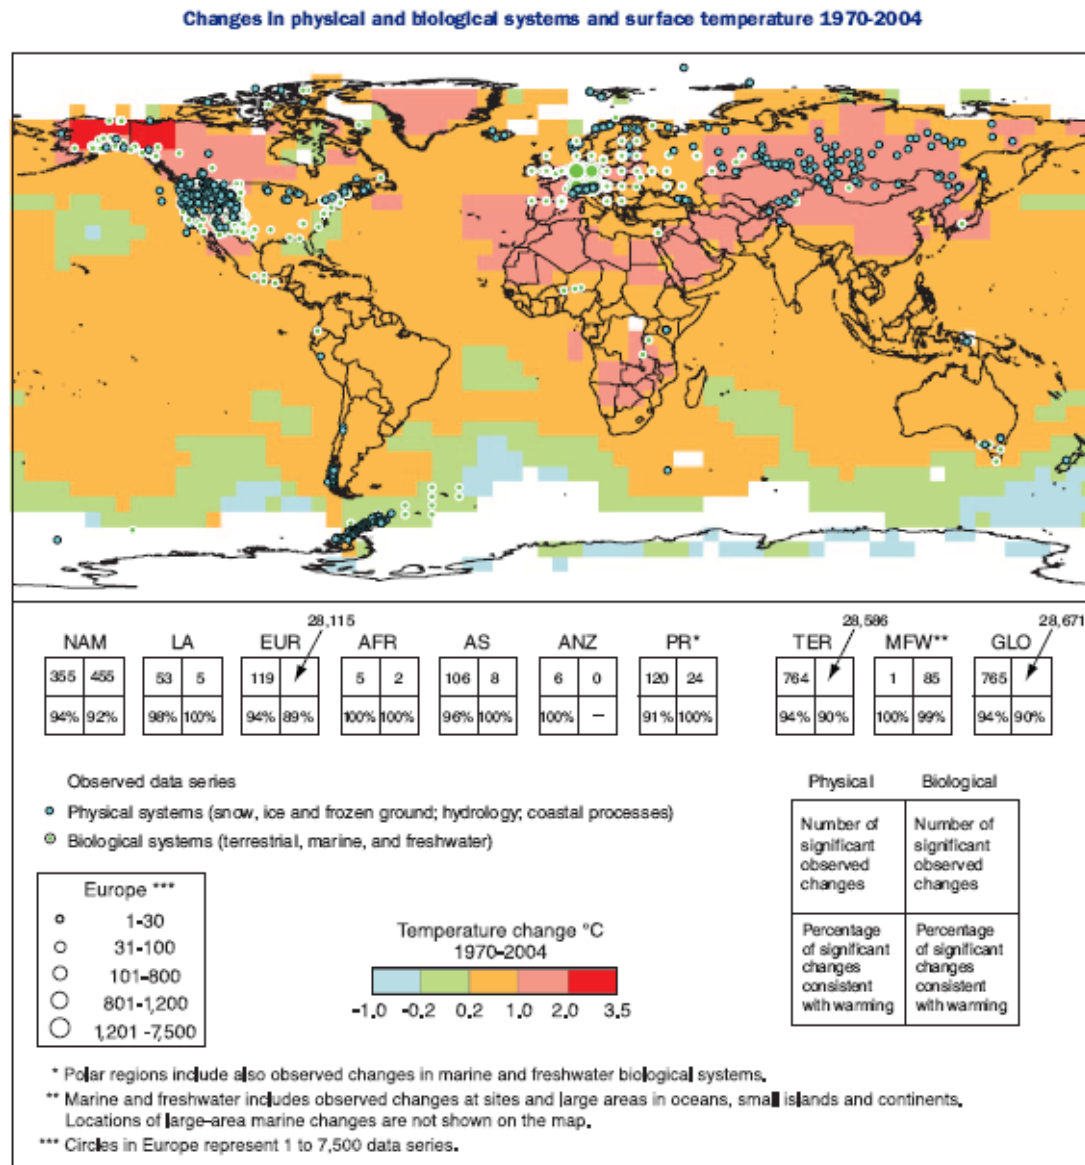 Changes in physical and biological systems and surface temperature 1970-2004
28,115
28,586
28,671
NAM LA EUR AFR AS ANZ PR* TER MFW** GLO
355 455 53 5 119 5 2 106 8 6 0 120 24 764 1 85 765
94% 92% 98% 100% 94% 89% 100% 100% 96% 100% 100% — 91% 100% 94% 90% 100% 99% 94% 90%
Observed data series
Physical systems (snow, ice and frozen ground; hydrology; coastal processes)
Biological systems (terrestrial, marine, and freshwater)
Physical Biological
Number of significant observed changes
Number of significant observed changes
Percentage of significant changes consistent with warming
Percentage of significant changes consistent with warming
Europe ***
1-30
31-100
101-800
801-1,200
1,201 -7,500
Temperature change °C
1970-2004
-1.0 -0.2 0.2 1.0 2.0 3.5
* Polar regions include also observed changes in marine and freshwater biological systems.
** Marine and freshwater includes observed changes at sites and large areas in oceans, small islands and continents.
Locations of large-area marine changes are not shown on the map.
*** Circles in Europe represent 1 to 7,500 data series.